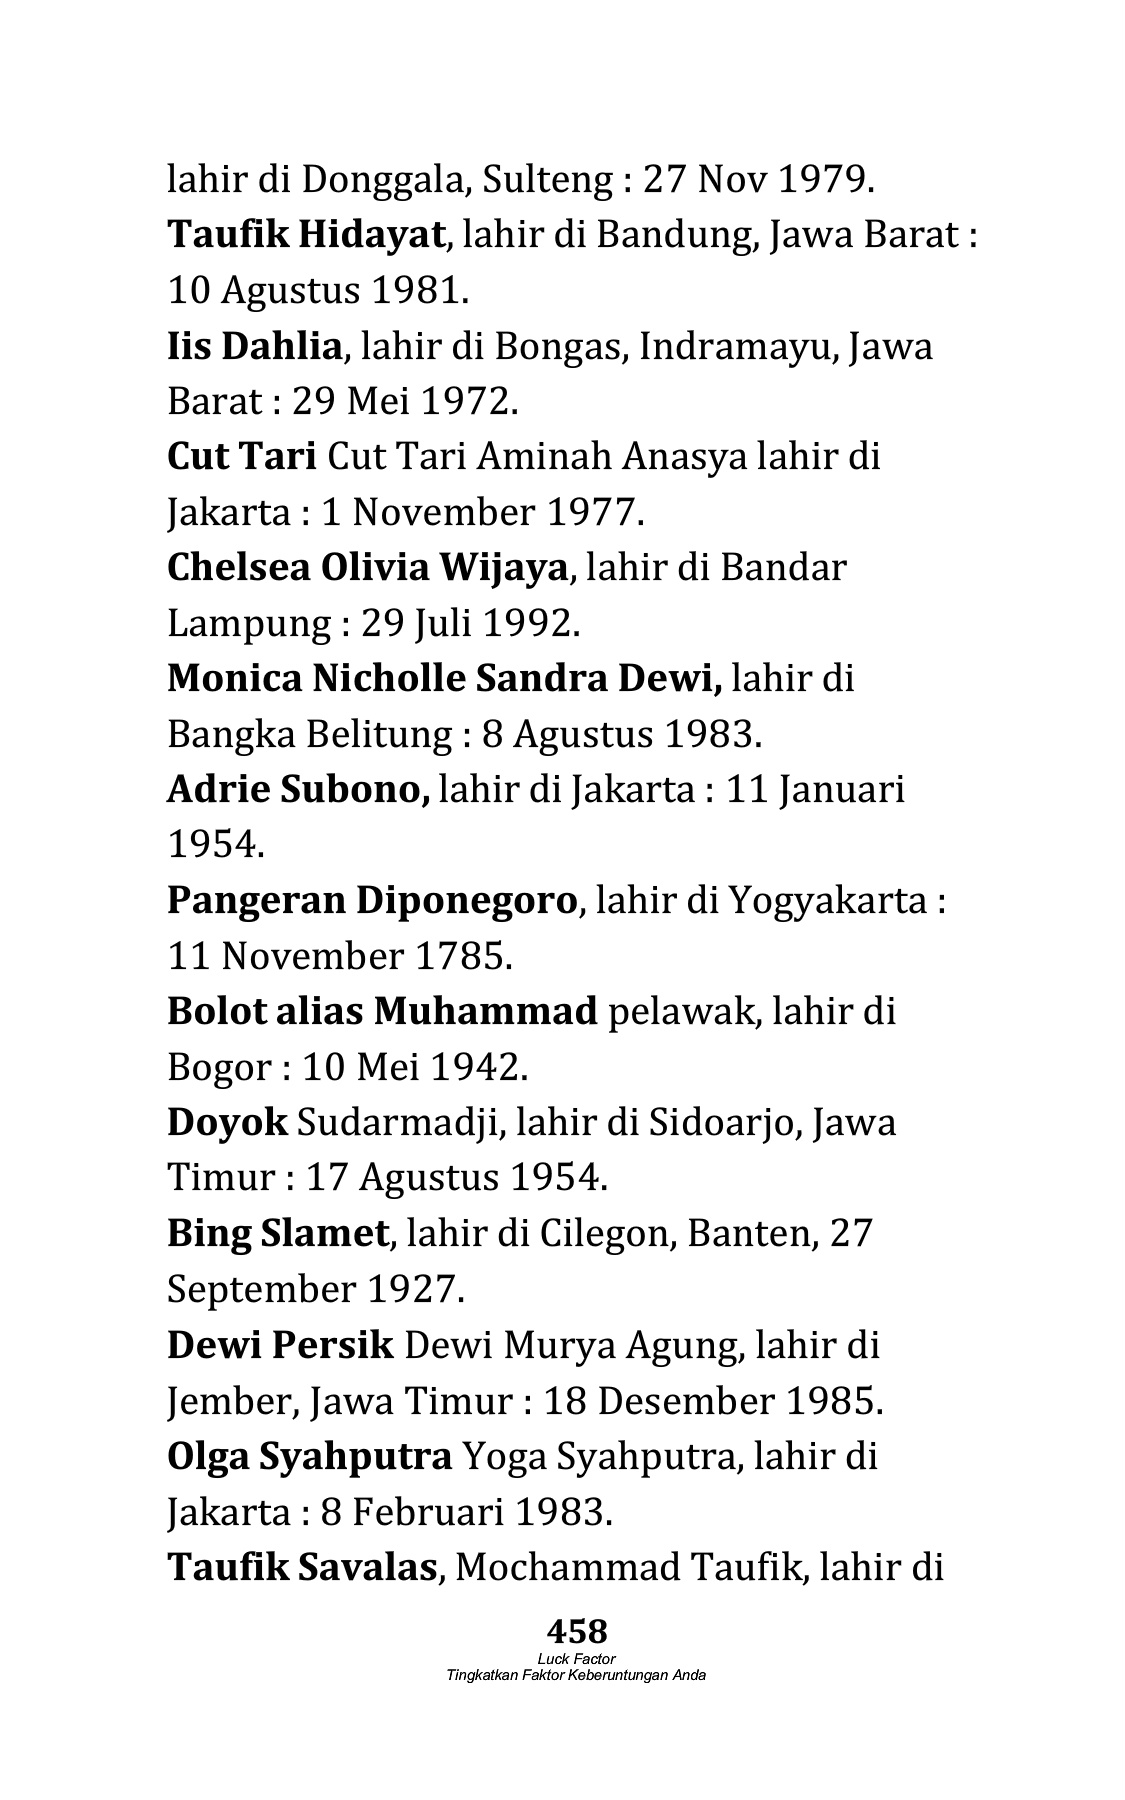 lahir di Donggala, Sulteng : 27 Nov 1979.
Taufik Hidayat, lahir di Bandung, Jawa Barat :
10 Agustus 1981.
Iis Dahlia, lahir di Bongas, Indramayu, Jawa
Barat : 29 Mei 1972.
Cut Tari Cut Tari Aminah Anasya lahir di
Jakarta : 1 November 1977.
Chelsea Olivia Wijaya, lahir di Bandar
Lampung : 29 Juli 1992.
Monica Nicholle Sandra Dewi, lahir di
Bangka Belitung : 8 Agustus 1983.
Adrie Subono, lahir di Jakarta : 11 Januari
1954.
Pangeran Diponegoro, lahir di Yogyakarta :
11 November 1785.
Bolot alias Muhammad pelawak, lahir di
Bogor : 10 Mei 1942.
Doyok Sudarmadji, lahir di Sidoarjo, Jawa
Timur : 17 Agustus 1954.
Bing Slamet, lahir di Cilegon, Banten, 27
September 1927.
Dewi Persik Dewi Murya Agung, lahir di
Jember, Jawa Timur : 18 Desember 1985.
Olga Syahputra Yoga Syahputra, lahir di
Jakarta : 8 Februari 1983.
Taufik Savalas, Mochammad Taufik, lahir di
458
Luck Factor
Tingkatkan Faktor Keberuntungan Anda